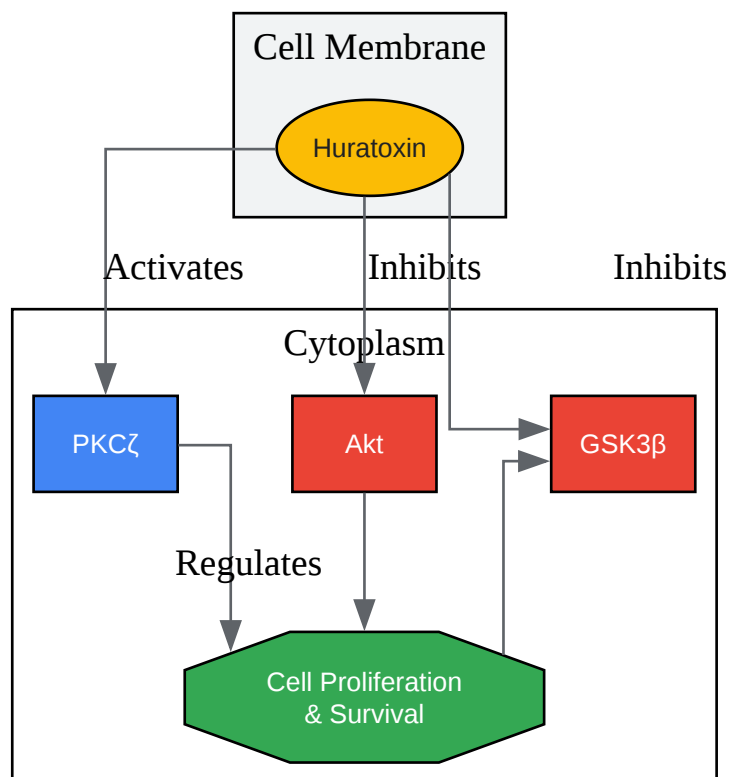 Cell Membrane
Huratoxin
Activates
Inhibits
Inhibits
Cytoplasm
PKCζ
Akt
GSK3β
Regulates
Cell Proliferation
& Survival